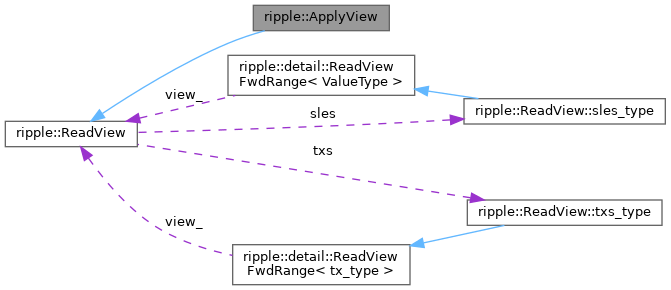 ripple::ApplyView
ripple::detail::ReadView
FwdRange< ValueType >
view_
sles
ripple::ReadView::sles_type
ripple::ReadView
txs
ripple::ReadView::txs_type
view_
ripple::detail::ReadView
FwdRange< tx_type >